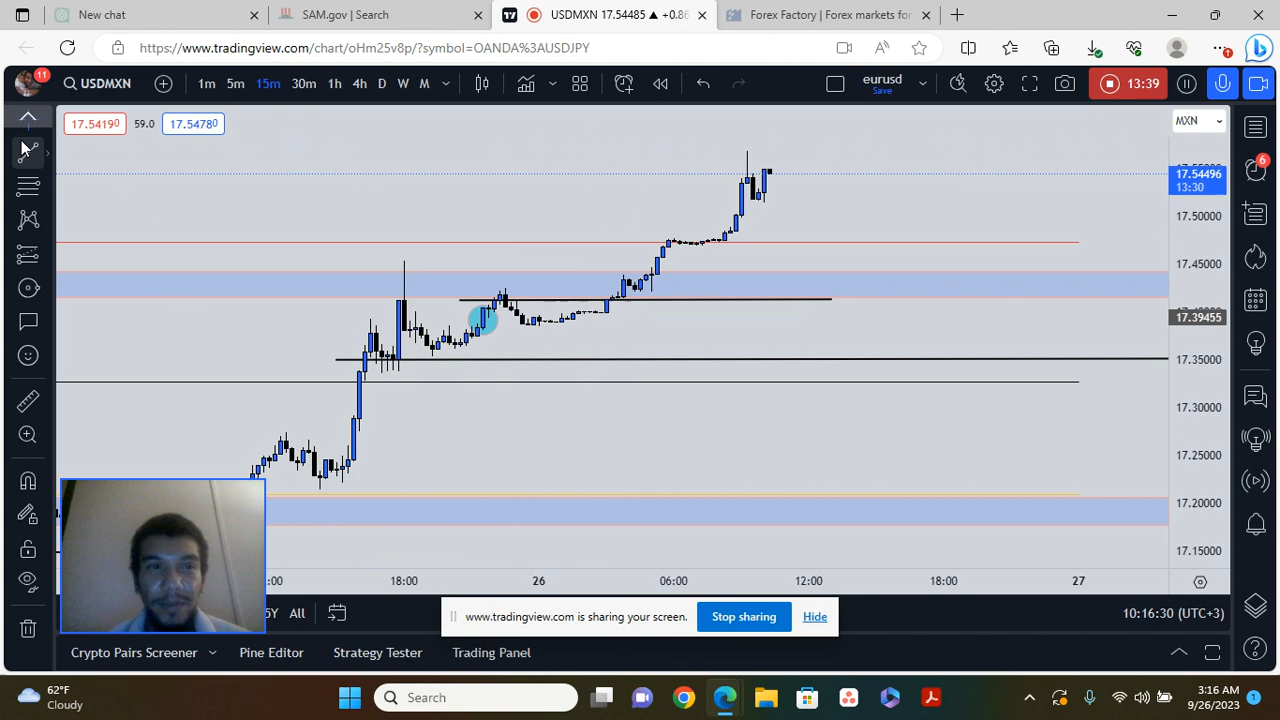 New chat
SAM.gov | Search
USDMXN 17.54485 ▲ +0.86
Forex Factory | Forex markets for
https://www.tradingview.com/chart/oHm25v8p/?symbol=OANDA%3AUSDJPY
11
USDMXN
1m 5m 15m 30m 1h 4h D W M
eurusd
Save
13:39
17.54190
59.0
17.54780
MXN
17.54496
13:30
6
17.50000
17.45000
17.39455
17.35000
17.30000
17.25000
17.20000
17.15000
18:00
26
06:00
12:00
18:00
27
5Y
All
www.tradingview.com is sharing your screen.
Stop sharing
Hide
10:16:30 (UTC+3)
Crypto Pairs Screener
Pine Editor
Strategy Tester
Trading Panel
62°F
Cloudy
Search
3:16 AM
9/26/2023
1